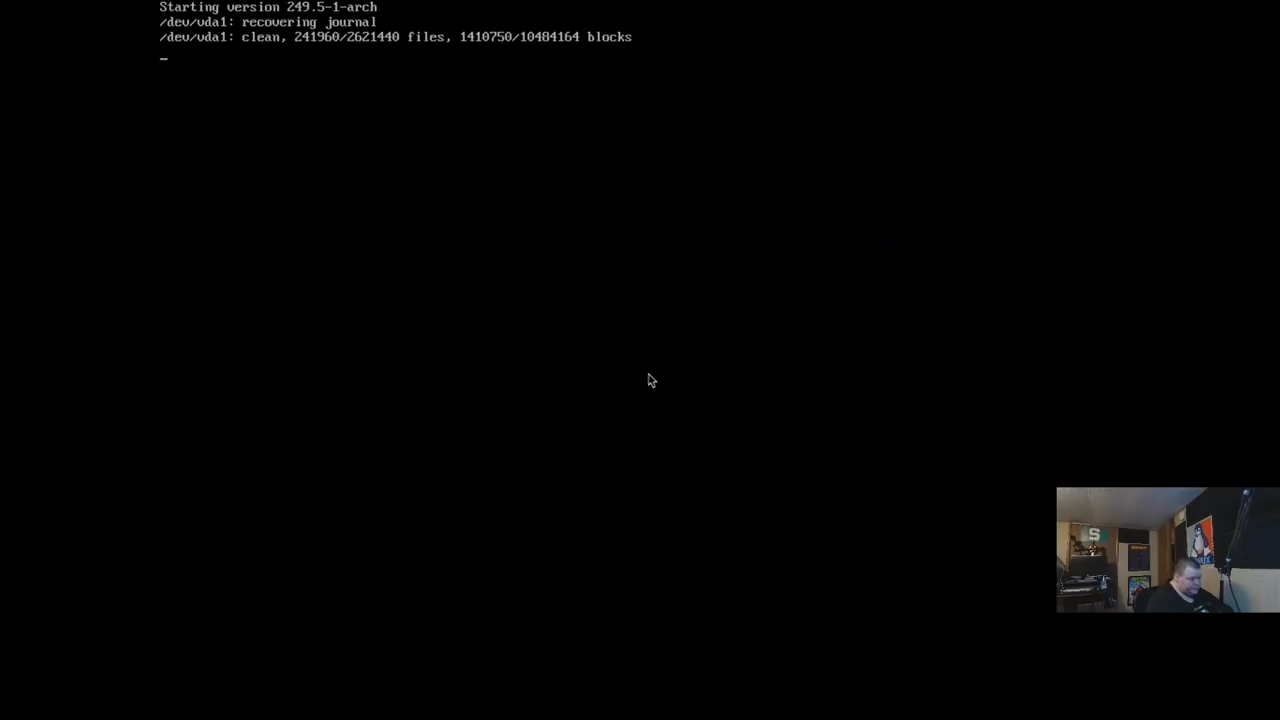 Starting version 249.5-1-arch
/dev/vda1: recovering journal
/dev/vda1: clean, 241960/2621440 files, 1410750/10484164 blocks